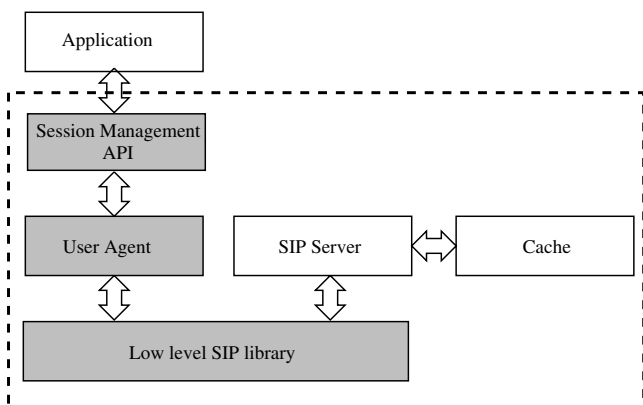 Application
Session Management
API
User Agent
SIP Server
Cache
Low level SIP library